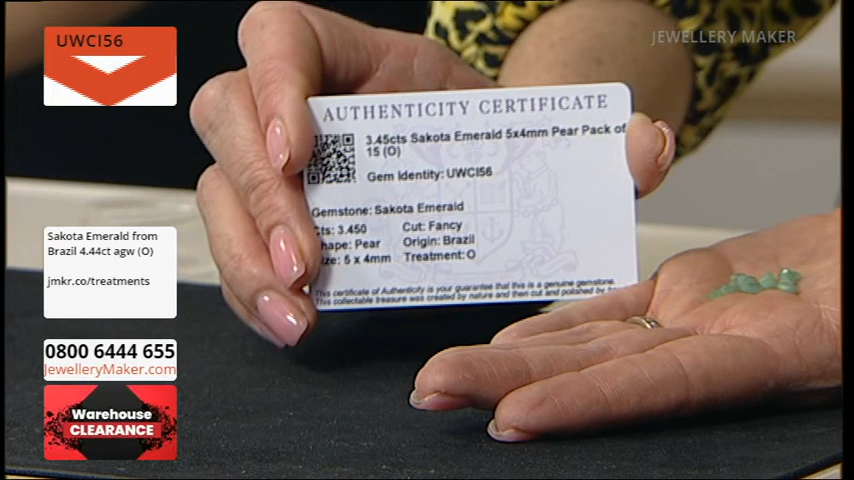 UWCI56
JEWELLERY MAKER
AUTHENTICITY CERTIFICATE
3.45cts Sakota Emerald 5x4mm Pear Pack of
15 (O)
Gem Identity: UWCI56
Gemstone: Sakota Emerald
Cts: 3.450 Cut: Fancy
Shape: Pear Origin: Brazil
Size: 5 x 4mm Treatment: O
This certificate of Authenticity is your guarantee that this is a genuine gemstone.
This collectable treasure was created by nature and then cut and polished by
Sakota Emerald from
Brazil 4.44ct agw (O)
jmkr.co/treatments
0800 6444 655
JewelleryMaker.com
Warehouse
CLEARANCE